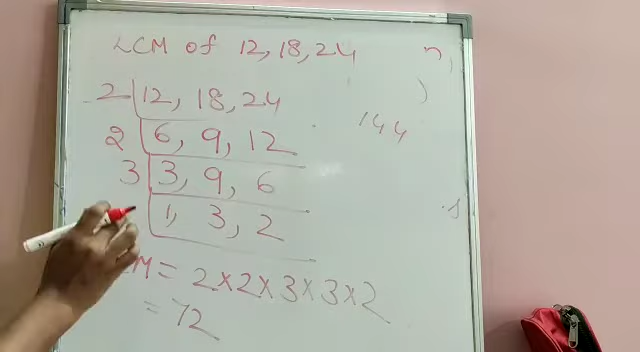 LCM of 12, 18, 24
2 | 12, 18, 24
2 | 6, 9, 12
144
3 | 3, 9, 6
1, 3, 2
M = 2×2×3×3×2
= 72